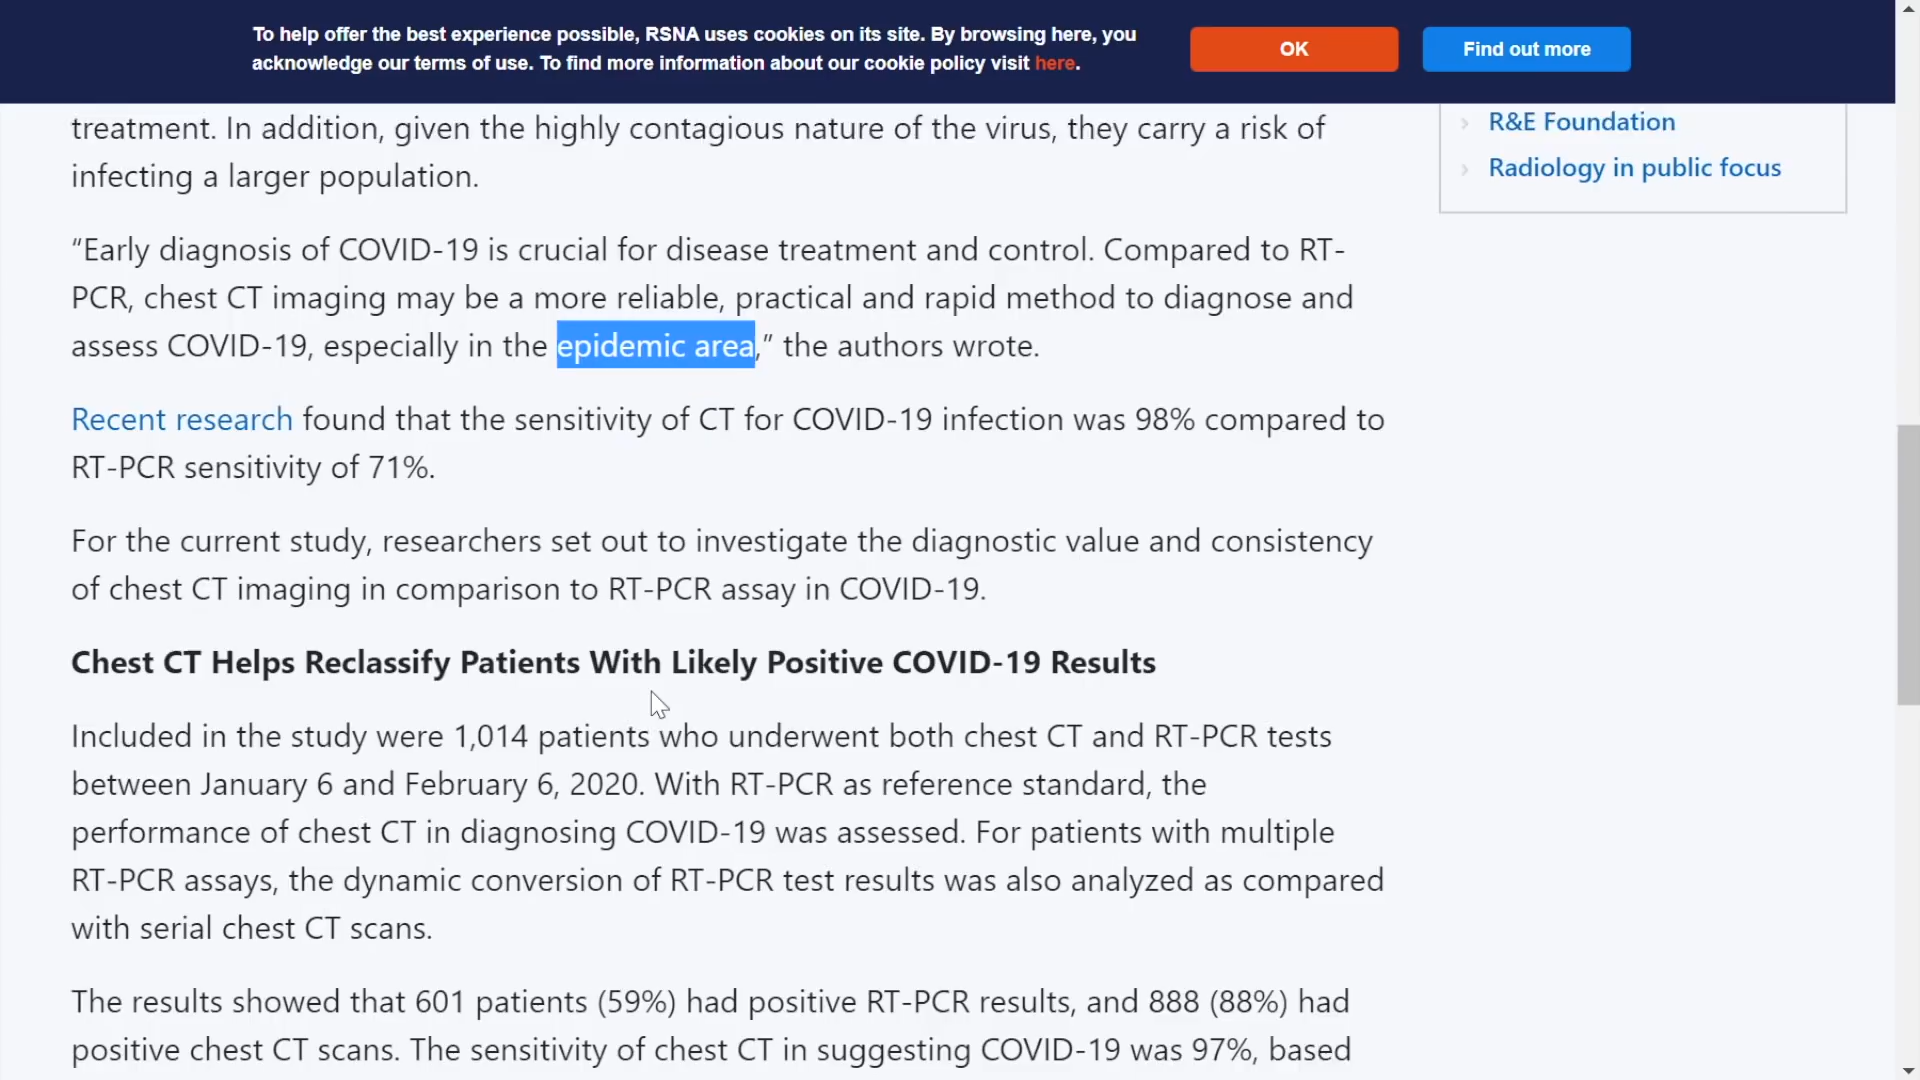 To help offer the best experience possible, RSNA uses cookies on its site. By browsing here, you
acknowledge our terms of use. To find more information about our cookie policy visit here.
OK
Find out more
treatment. In addition, given the highly contagious nature of the virus, they carry a risk of
infecting a larger population.
“Early diagnosis of COVID-19 is crucial for disease treatment and control. Compared to RT-
PCR, chest CT imaging may be a more reliable, practical and rapid method to diagnose and
assess COVID-19, especially in the epidemic area,” the authors wrote.
Recent research found that the sensitivity of CT for COVID-19 infection was 98% compared to
RT-PCR sensitivity of 71%.
For the current study, researchers set out to investigate the diagnostic value and consistency
of chest CT imaging in comparison to RT-PCR assay in COVID-19.
Chest CT Helps Reclassify Patients With Likely Positive COVID-19 Results
Included in the study were 1,014 patients who underwent both chest CT and RT-PCR tests
between January 6 and February 6, 2020. With RT-PCR as reference standard, the
performance of chest CT in diagnosing COVID-19 was assessed. For patients with multiple
RT-PCR assays, the dynamic conversion of RT-PCR test results was also analyzed as compared
with serial chest CT scans.
The results showed that 601 patients (59%) had positive RT-PCR results, and 888 (88%) had
positive chest CT scans. The sensitivity of chest CT in suggesting COVID-19 was 97%, based
R&E Foundation
Radiology in public focus